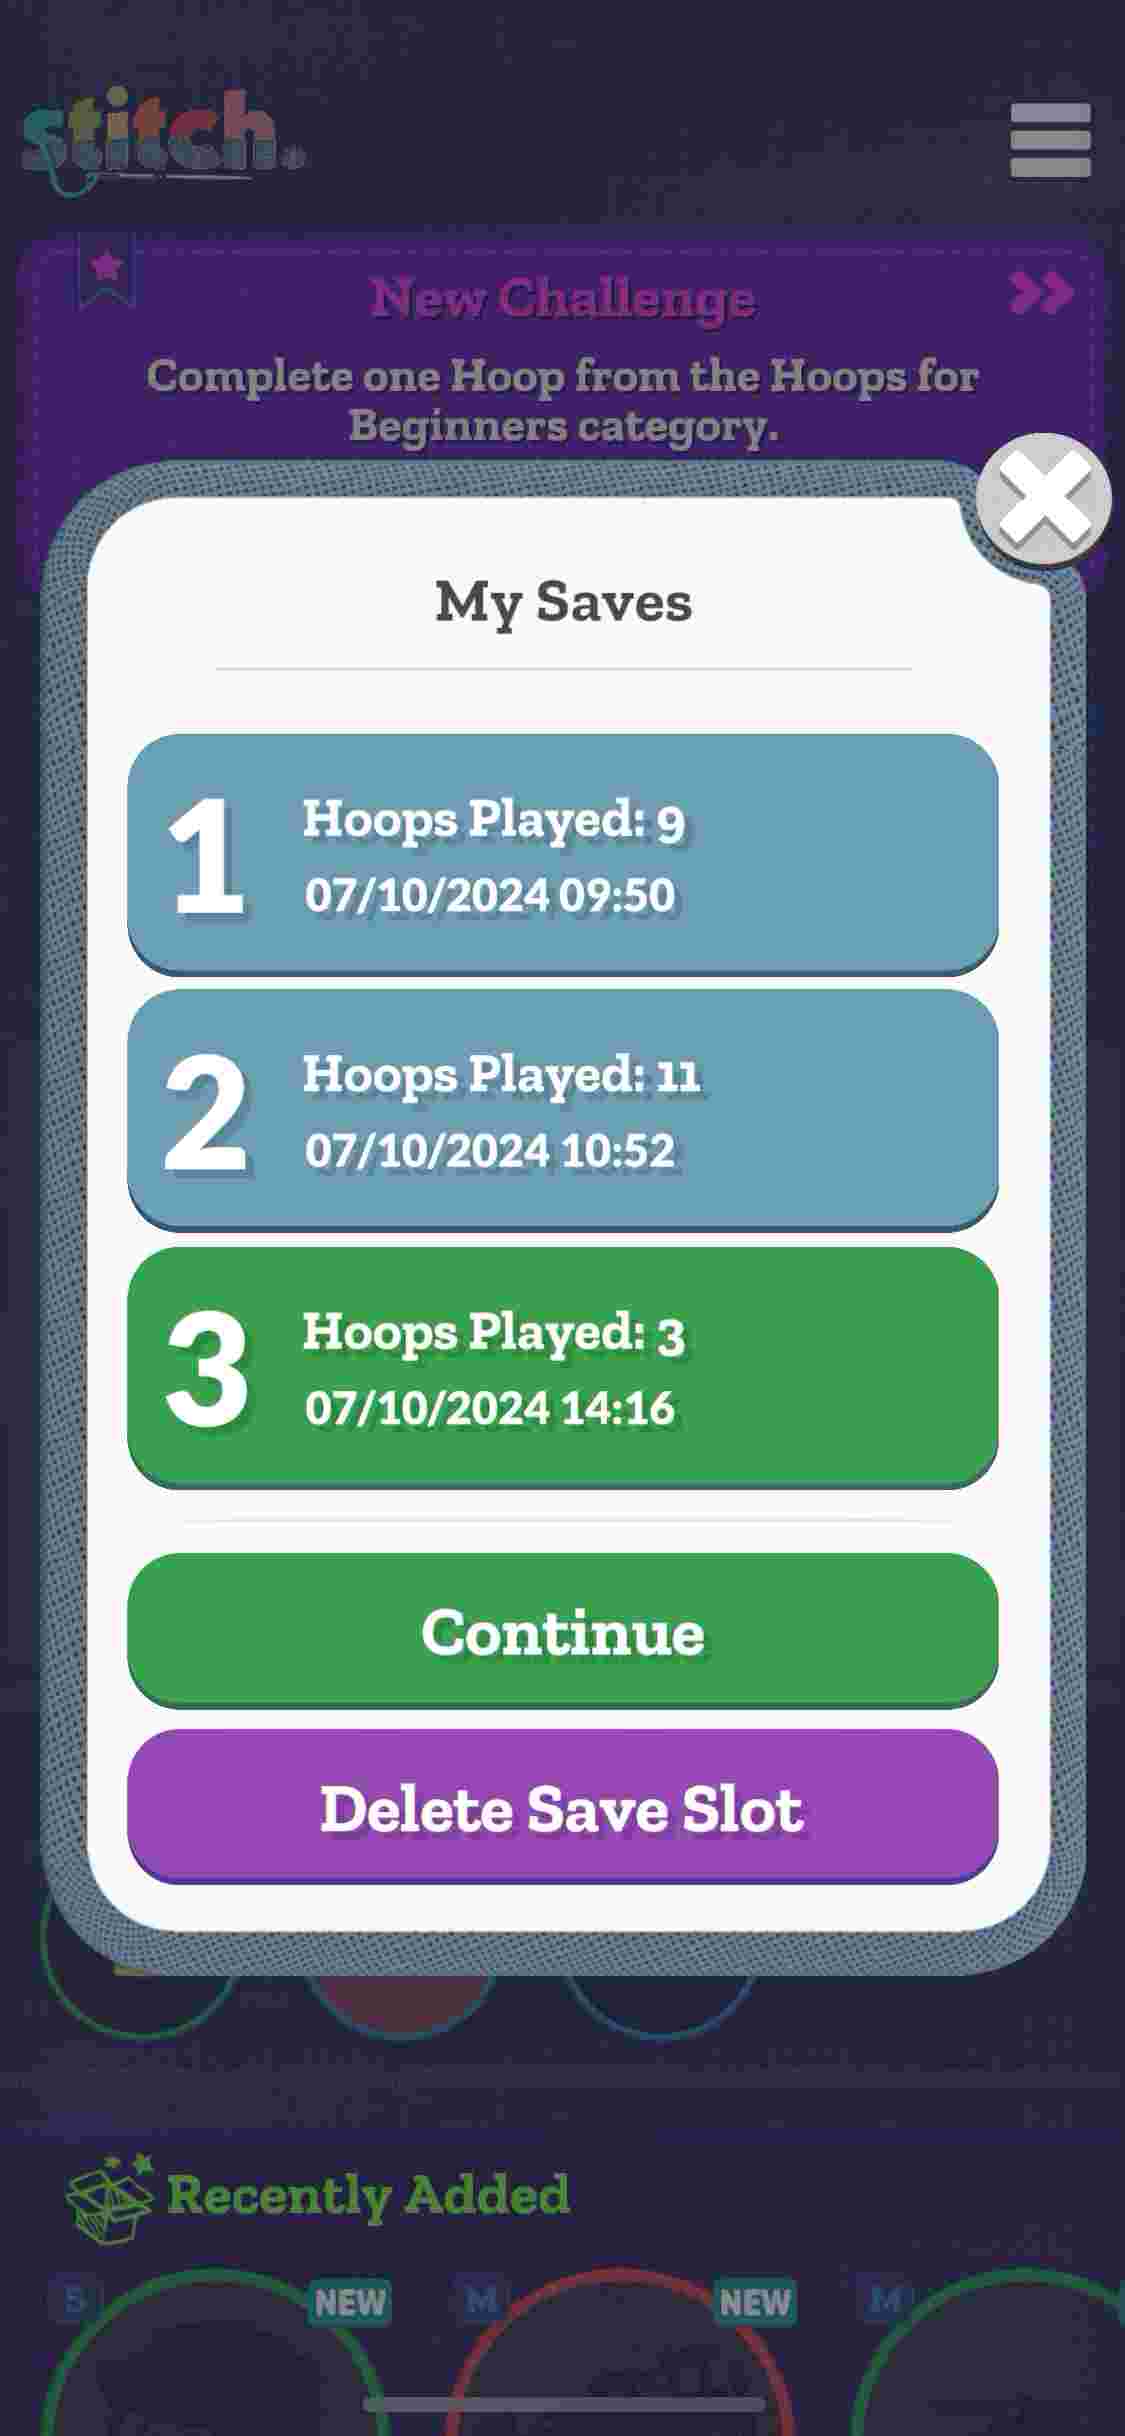 stitch.
New Challenge
Complete one Hoop from the Hoops for
Beginners category.
My Saves
1
Hoops Played: 9
07/10/2024 09:50
2
Hoops Played: 11
07/10/2024 10:52
3
Hoops Played: 3
07/10/2024 14:16
Continue
Delete Save Slot
Recently Added
S NEW M NEW M